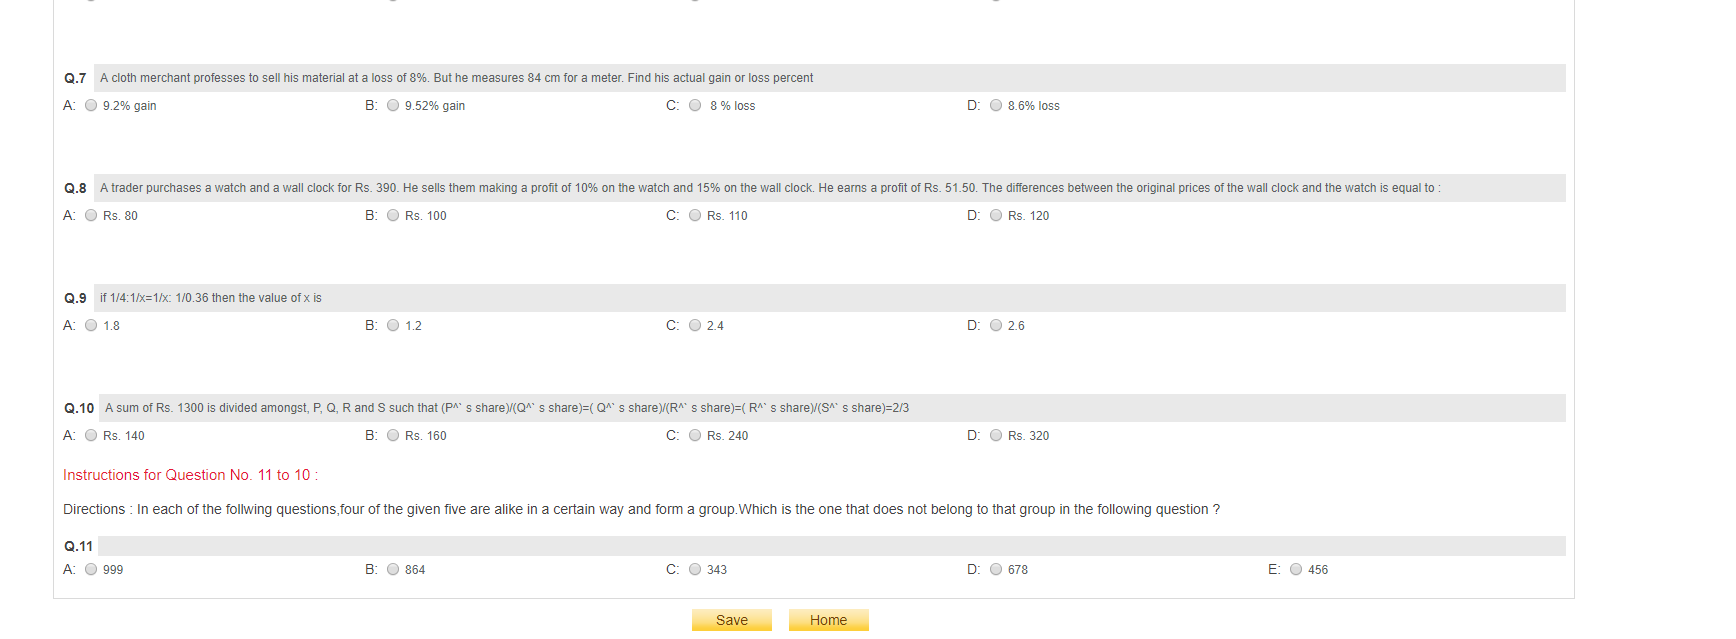 Q.7 A cloth merchant professes to sell his material at a loss of 8%. But he measures 84 cm for a meter. Find his actual gain or loss percent
A: 9.2% gain B: 9.52% gain C: 8 % loss D: 8.6% loss
Q.8 A trader purchases a watch and a wall clock for Rs. 390. He sells them making a profit of 10% on the watch and 15% on the wall clock. He earns a profit of Rs. 51.50. The differences between the original prices of the wall clock and the watch is equal to :
A: Rs. 80 B: Rs. 100 C: Rs. 110 D: Rs. 120
Q.9 if 1/4:1/x=1/x: 1/0.36 then the value of x is
A: 1.8 B: 1.2 C: 2.4 D: 2.6
Q.10 A sum of Rs. 1300 is divided amongst, P, Q, R and S such that (P^` s share)/(Q^` s share)=( Q^` s share)/(R^` s share)=( R^` s share)/(S^` s share)=2/3
A: Rs. 140 B: Rs. 160 C: Rs. 240 D: Rs. 320
Instructions for Question No. 11 to 10 :
Directions : In each of the follwing questions,four of the given five are alike in a certain way and form a group.Which is the one that does not belong to that group in the following question ?
Q.11
A: 999 B: 864 C: 343 D: 678 E: 456
Save Home